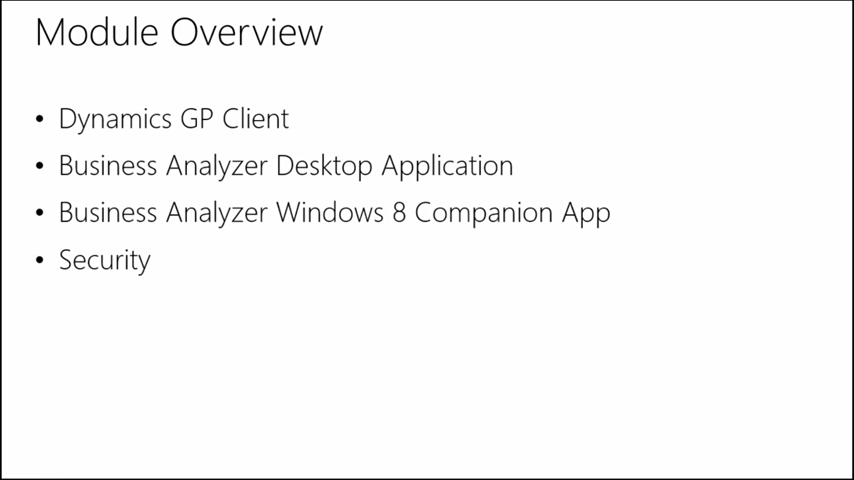 Module Overview
• Dynamics GP Client
• Business Analyzer Desktop Application
• Business Analyzer Windows 8 Companion App
• Security